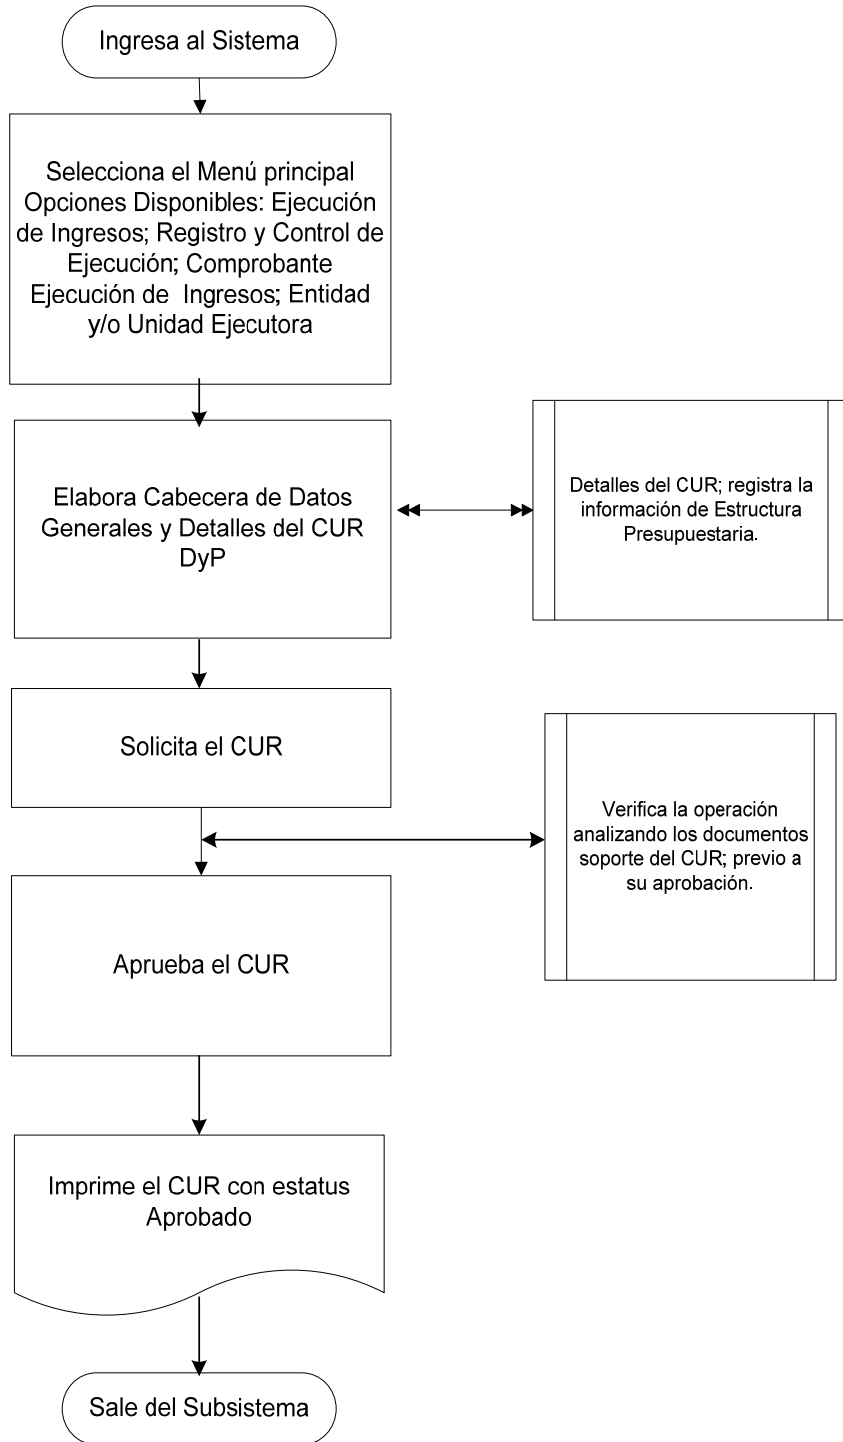 Ingresa al Sistema
Selecciona el Menú principal
Opciones Disponibles: Ejecución
de Ingresos; Registro y Control de
Ejecución; Comprobante
Ejecución de Ingresos; Entidad
y/o Unidad Ejecutora
Elabora Cabecera de Datos
Generales y Detalles del CUR
DyP
Detalles del CUR; registra la
información de Estructura
Presupuestaria.
Solicita el CUR
Verifica la operación
analizando los documentos
soporte del CUR; previo a
su aprobación.
Aprueba el CUR
Imprime el CUR con estatus
Aprobado
Sale del Subsistema